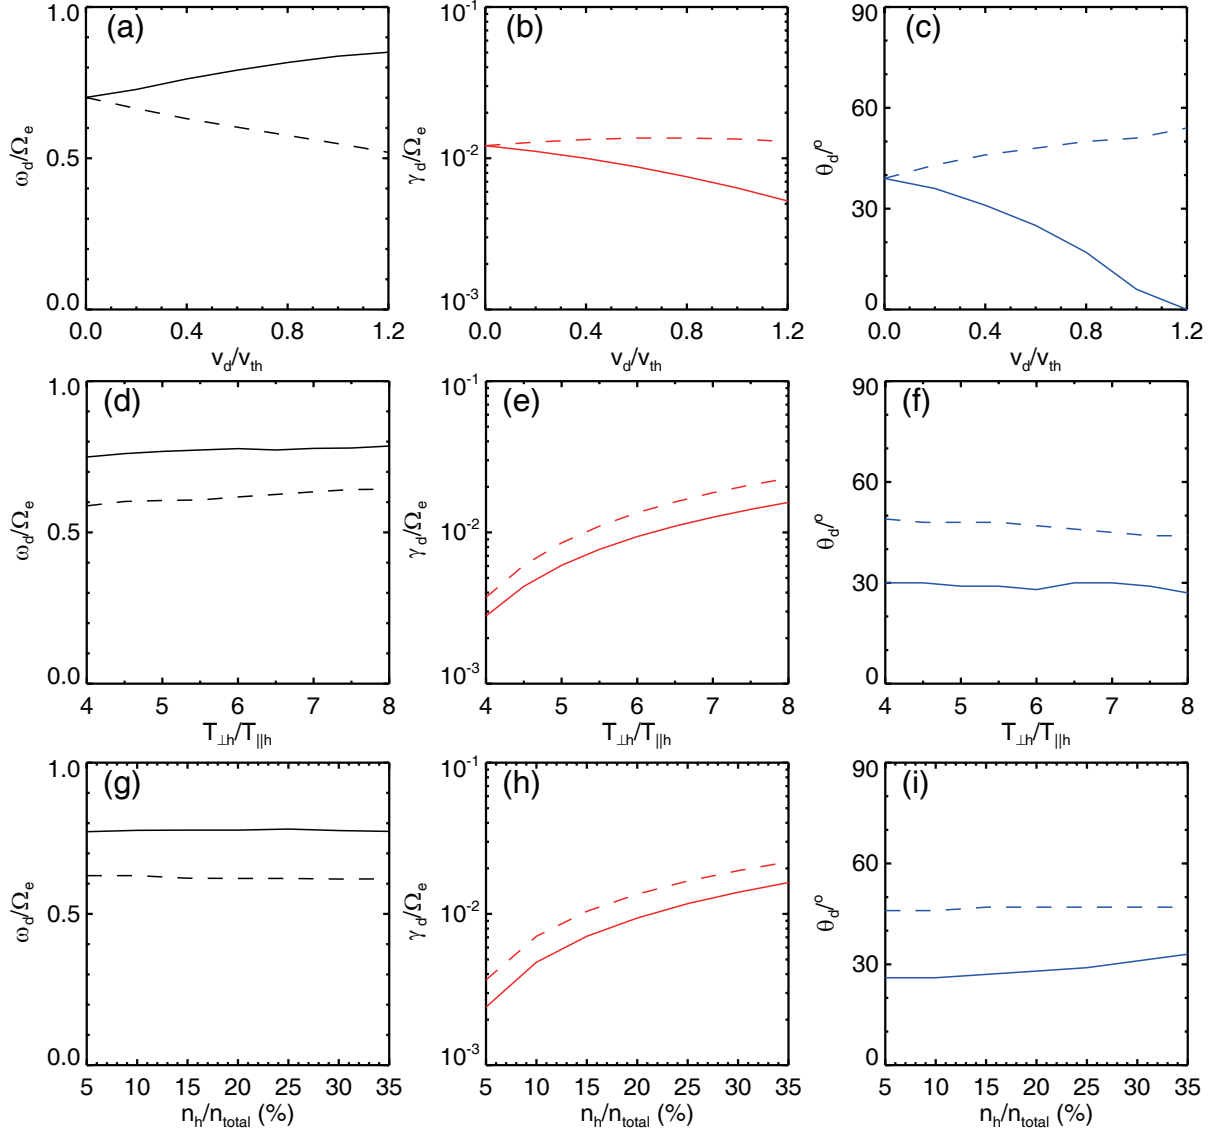 (a) (b) (c)
1.0 0.5 0.0 ω_d/Ω_e
10^-1 10^-2 10^-3 γ_d/Ω_e
90 60 30 0 θ_d/°
0.0 0.4 0.8 1.2 0.0 0.4 0.8 1.2 0.0 0.4 0.8 1.2
v_d/v_th v_d/v_th v_d/v_th
(d) (e) (f)
1.0 0.5 0.0 ω_d/Ω_e
10^-1 10^-2 10^-3 γ_d/Ω_e
90 60 30 0 θ_d/°
4 5 6 7 8 4 5 6 7 8 4 5 6 7 8
T_⊥h/T_||h T_⊥h/T_||h T_⊥h/T_||h
(g) (h) (i)
1.0 0.5 0.0 ω_d/Ω_e
10^-1 10^-2 10^-3 γ_d/Ω_e
90 60 30 0 θ_d/°
5 10 15 20 25 30 35 5 10 15 20 25 30 35 5 10 15 20 25 30 35
n_h/n_total (%) n_h/n_total (%) n_h/n_total (%)